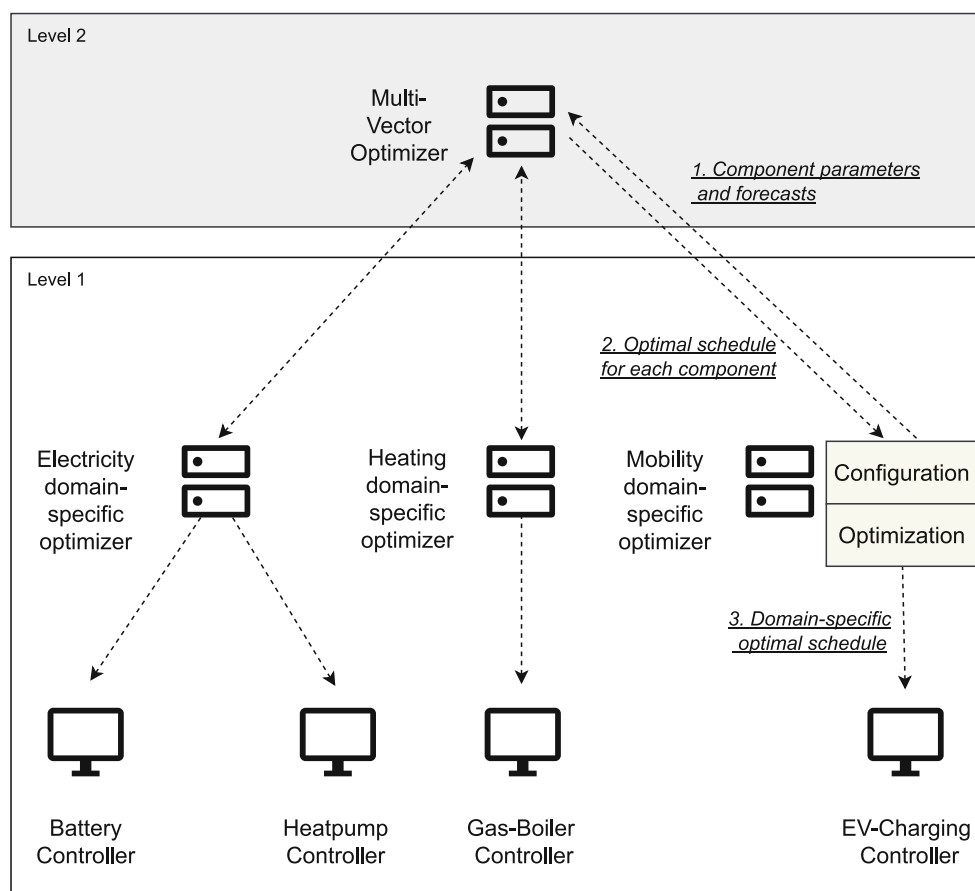 Level 2
Multi-
Vector
Optimizer
1. Component parameters
and forecasts
Level 1
2. Optimal schedule
for each component
Electricity
domain-
specific
optimizer
Heating
domain-
specific
optimizer
Mobility
domain-
specific
optimizer
Configuration
Optimization
3. Domain-specific
optimal schedule
Battery
Controller
Heatpump
Controller
Gas-Boiler
Controller
EV-Charging
Controller